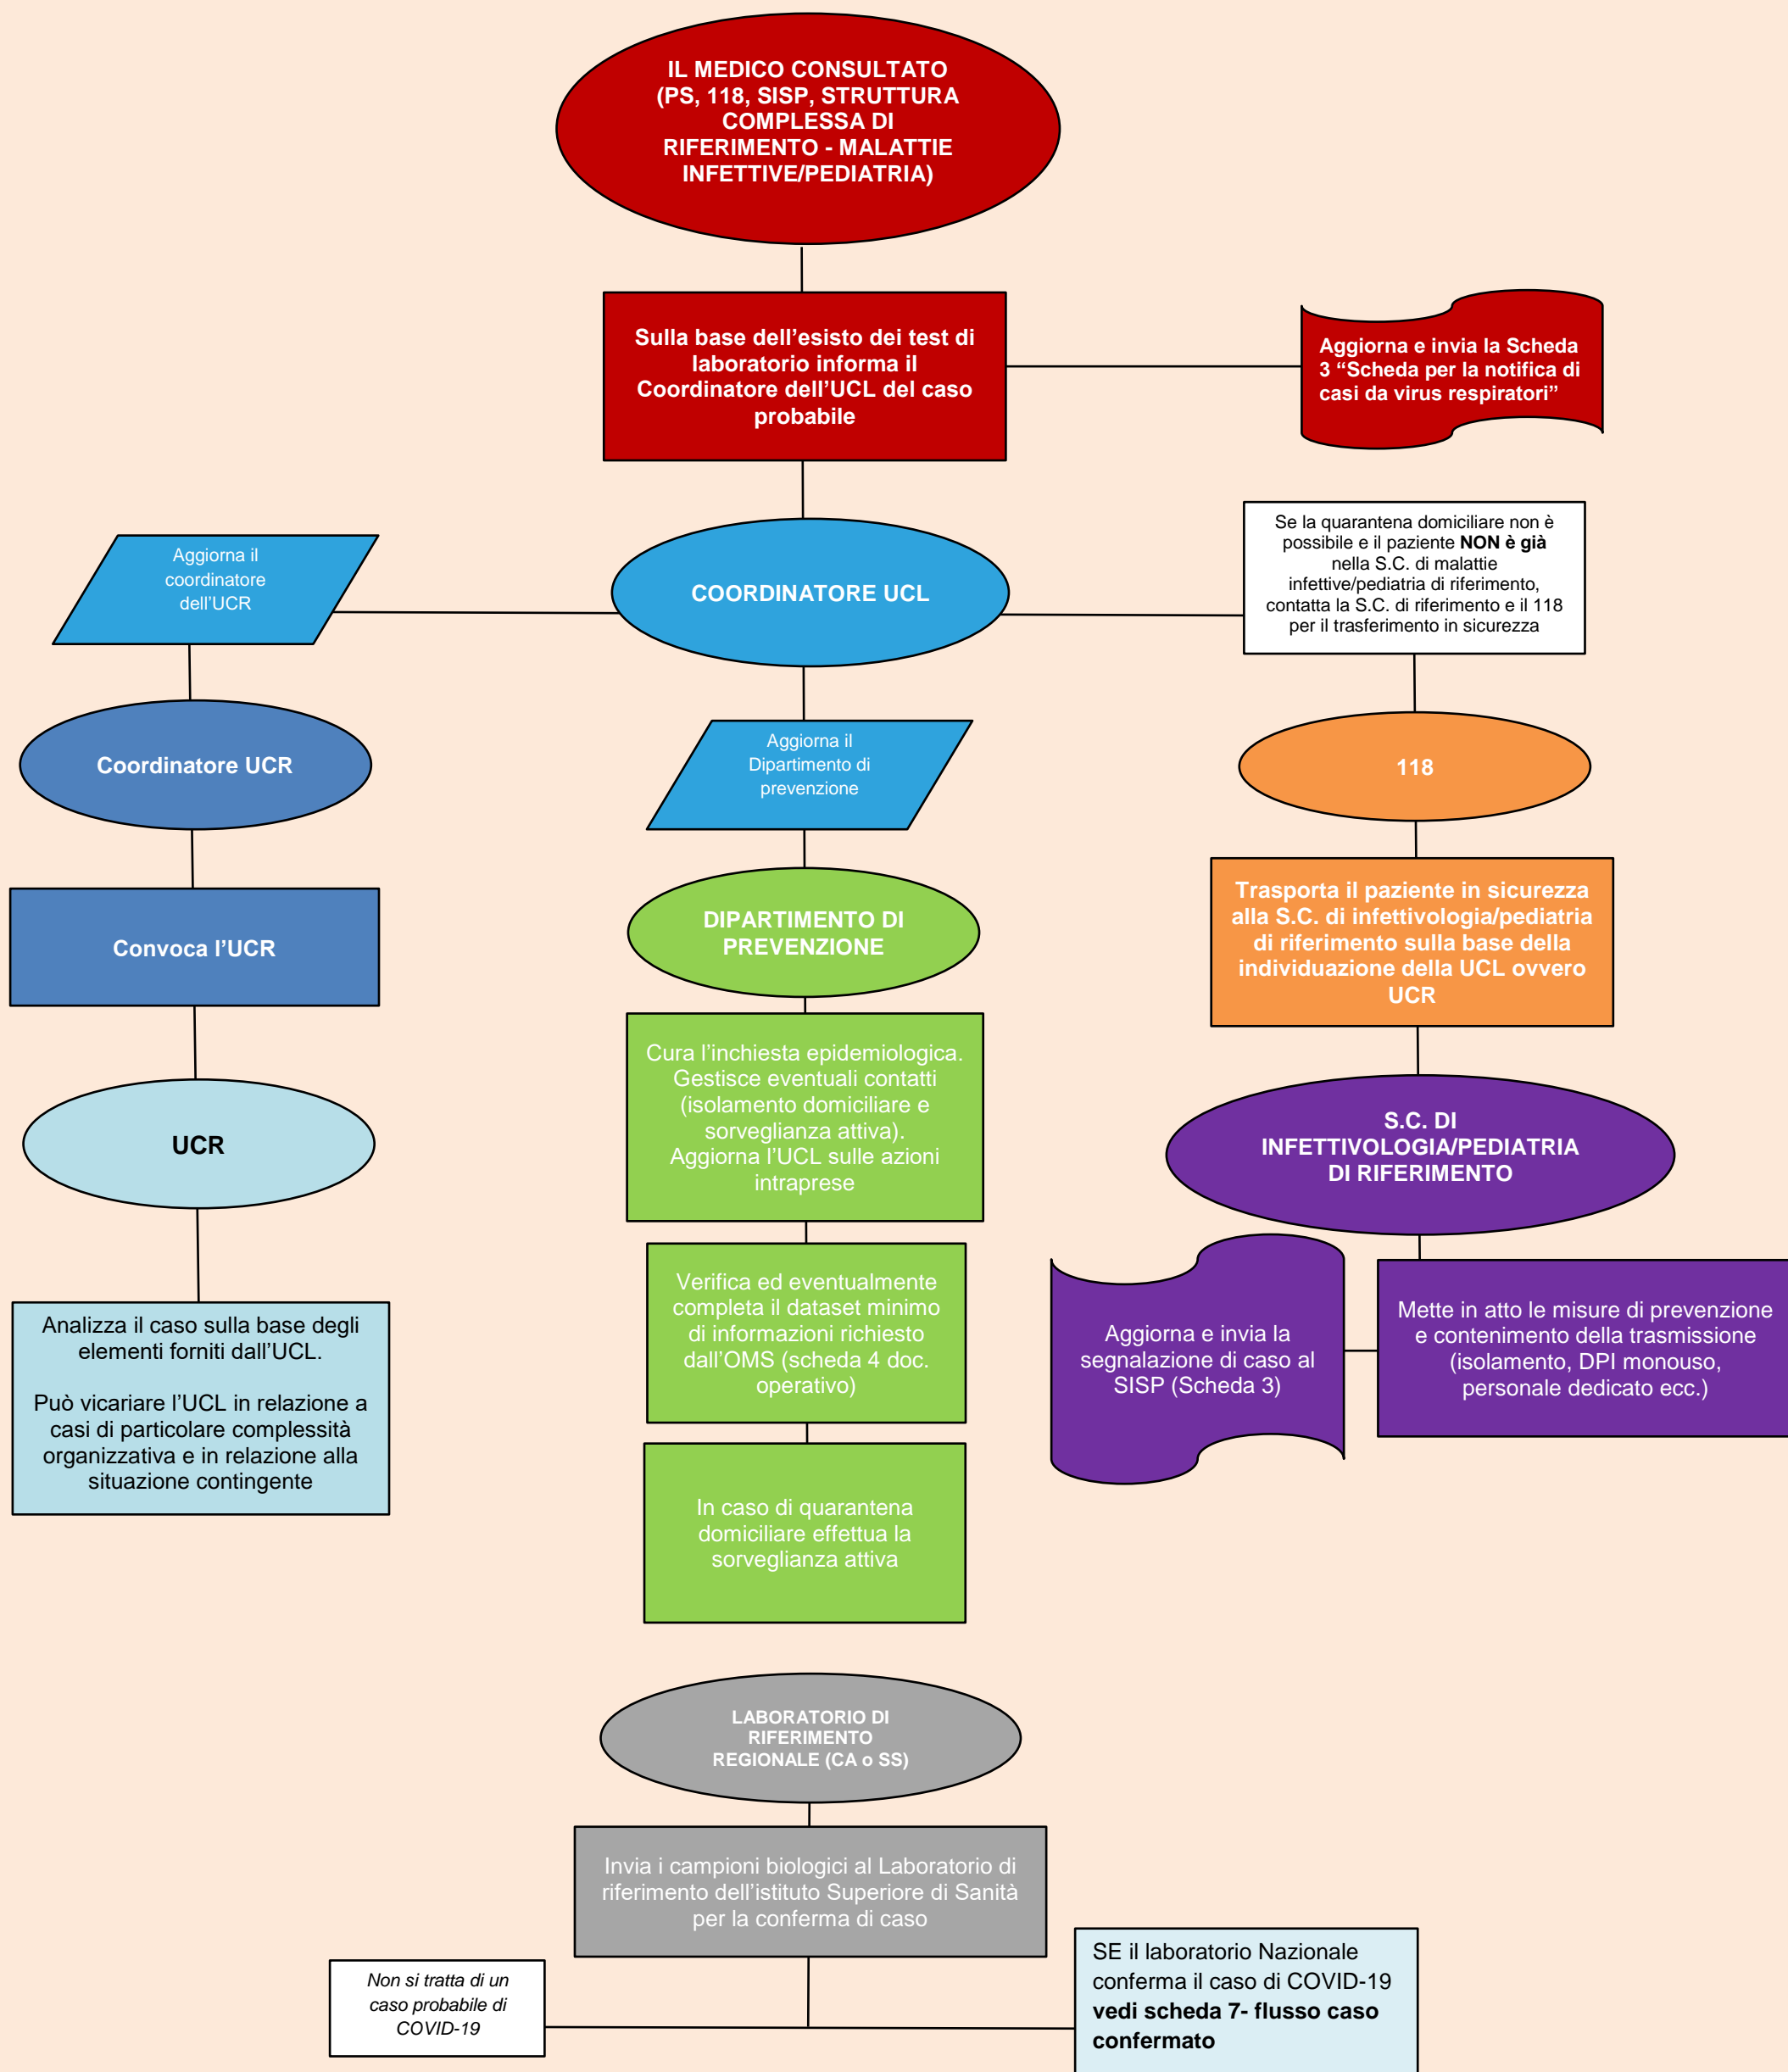 IL MEDICO CONSULTATO
(PS, 118, SISP, STRUTTURA
COMPLESSA DI
RIFERIMENTO - MALATTIE
INFETTIVE/PEDIATRIA)
Sulla base dell’esisto dei test di
laboratorio informa il
Coordinatore dell’UCL del caso
probabile
Aggiorna e invia la Scheda
3 “Scheda per la notifica di
casi da virus respiratori”
Aggiorna il
coordinatore
dell’UCR
COORDINATORE UCL
Se la quarantena domiciliare non è
possibile e il paziente NON è già
nella S.C. di malattie
infettive/pediatria di riferimento,
contatta la S.C. di riferimento e il 118
per il trasferimento in sicurezza
Coordinatore UCR
Aggiorna il
Dipartimento di
prevenzione
118
Convoca l’UCR
DIPARTIMENTO DI
PREVENZIONE
Trasporta il paziente in sicurezza
alla S.C. di infettivologia/pediatria
di riferimento sulla base della
individuazione della UCL ovvero
UCR
UCR
Cura l’inchiesta epidemiologica.
Gestisce eventuali contatti
(isolamento domiciliare e
sorveglianza attiva).
Aggiorna l’UCL sulle azioni
intraprese
S.C. DI
INFETTIVOLOGIA/PEDIATRIA
DI RIFERIMENTO
Analizza il caso sulla base degli
elementi forniti dall’UCL.
Può vicariare l’UCL in relazione a
casi di particolare complessità
organizzativa e in relazione alla
situazione contingente
Verifica ed eventualmente
completa il dataset minimo
di informazioni richiesto
dall’OMS (scheda 4 doc.
operativo)
Aggiorna e invia la
segnalazione di caso al
SISP (Scheda 3)
Mette in atto le misure di prevenzione
e contenimento della trasmissione
(isolamento, DPI monouso,
personale dedicato ecc.)
In caso di quarantena
domiciliare effettua la
sorveglianza attiva
LABORATORIO DI
RIFERIMENTO
REGIONALE (CA o SS)
Invia i campioni biologici al Laboratorio di
riferimento dell’istituto Superiore di Sanità
per la conferma di caso
Non si tratta di un
caso probabile di
COVID-19
SE il laboratorio Nazionale
conferma il caso di COVID-19
vedi scheda 7- flusso caso
confermato